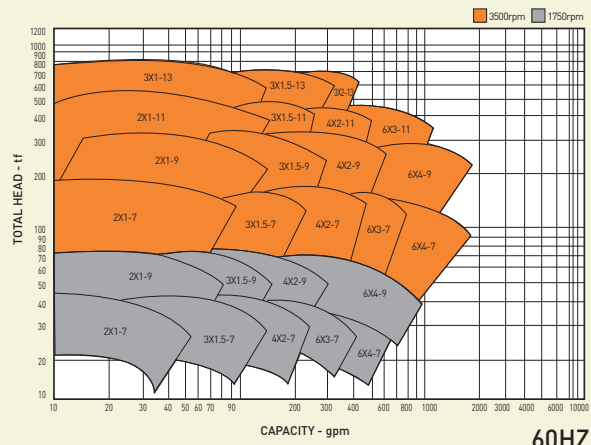 3500rpm 1750rpm
1200
1000
900
800
700
600
500
400
300
200
100
90
80
70
60
50
40
30
20
10
TOTAL HEAD - tf
3X1-13
3X1.5-13
3X2-13
2X1-11
3X1.5-11
4X2-11
6X3-11
2X1-9
3X1.5-9
4X2-9
6X4-9
2X1-7
3X1.5-7
4X2-7
6X3-7
6X4-7
2X1-9
3X1.5-9
4X2-9
6X4-9
2X1-7
3X1.5-7
4X2-7
6X3-7
6X4-7
10 20 30 40 50 60 70 90 200 300 400 600 800 1000 2000 3000 4000 6000 10000
CAPACITY - gpm
60HZ